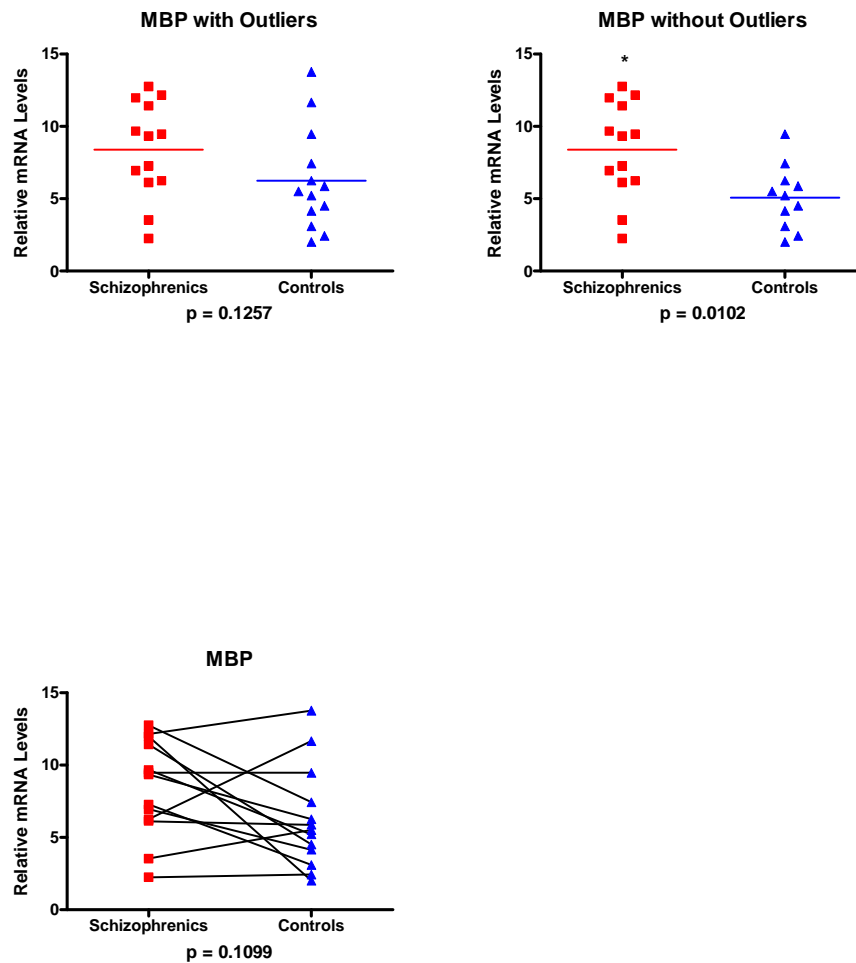 MBP with Outliers
Relative mRNA Levels
15
10
5
0
Schizophrenics Controls
p = 0.1257
MBP without Outliers
Relative mRNA Levels
15
10
5
0
*
Schizophrenics Controls
p = 0.0102
MBP
Relative mRNA Levels
15
10
5
0
Schizophrenics Controls
p = 0.1099